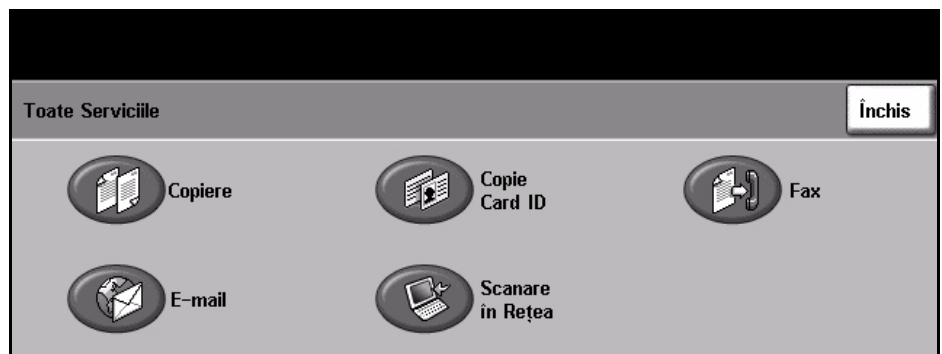 Toate Serviciile
Închis
Copiere
Copie
Card ID
Fax
E-mail
Scanare
în Rețea